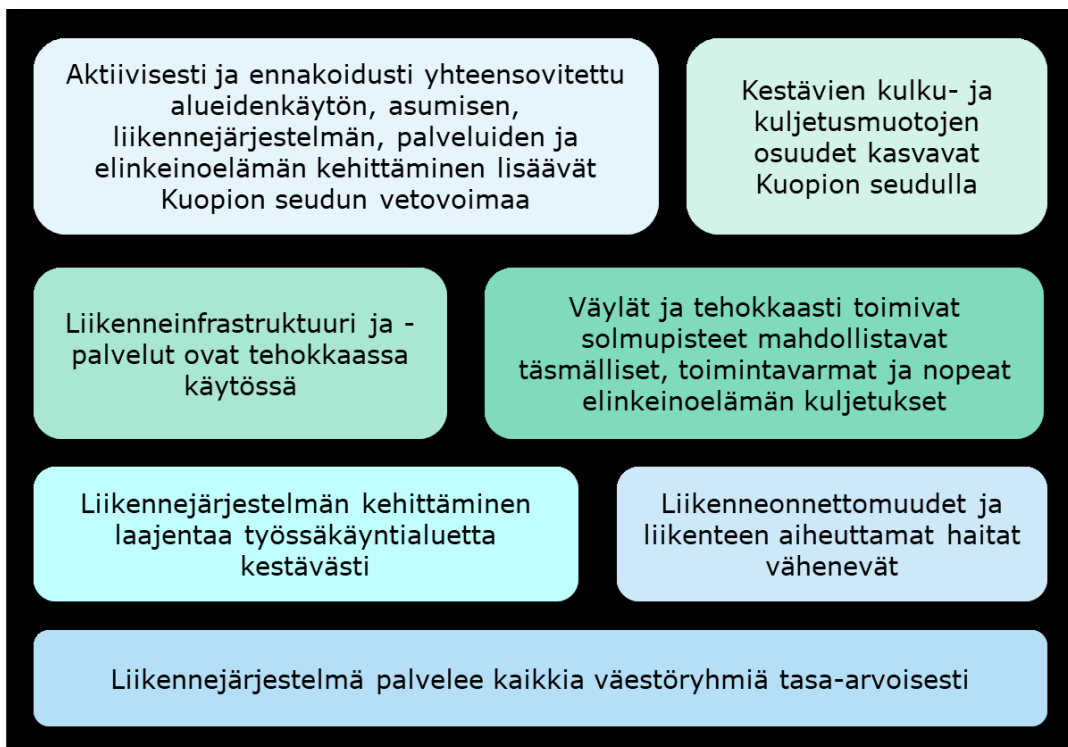 Aktiivisesti ja ennakoidusti yhteensovitettu
alueidenkäytön, asumisen,
liikennejärjestelmän, palveluiden ja
elinkeinoelämän kehittäminen lisäävät
Kuopion seudun vetovoimaa
Kestävien kulku- ja
kuljetusmuotojen
osuudet kasvavat
Kuopion seudulla
Liikenneinfrastruktuuri ja -
palvelut ovat tehokkaassa
käytössä
Väylät ja tehokkaasti toimivat
solmupisteet mahdollistavat
täsmälliset, toimintavarmat ja nopeat
elinkeinoelämän kuljetukset
Liikennejärjestelmän kehittäminen
laajentaa työssäkäyntialuetta
kestävästi
Liikenneonnettomuudet ja
liikenteen aiheuttamat haitat
vähenevät
Liikennejärjestelmä palvelee kaikkia väestöryhmiä tasa-arvoisesti